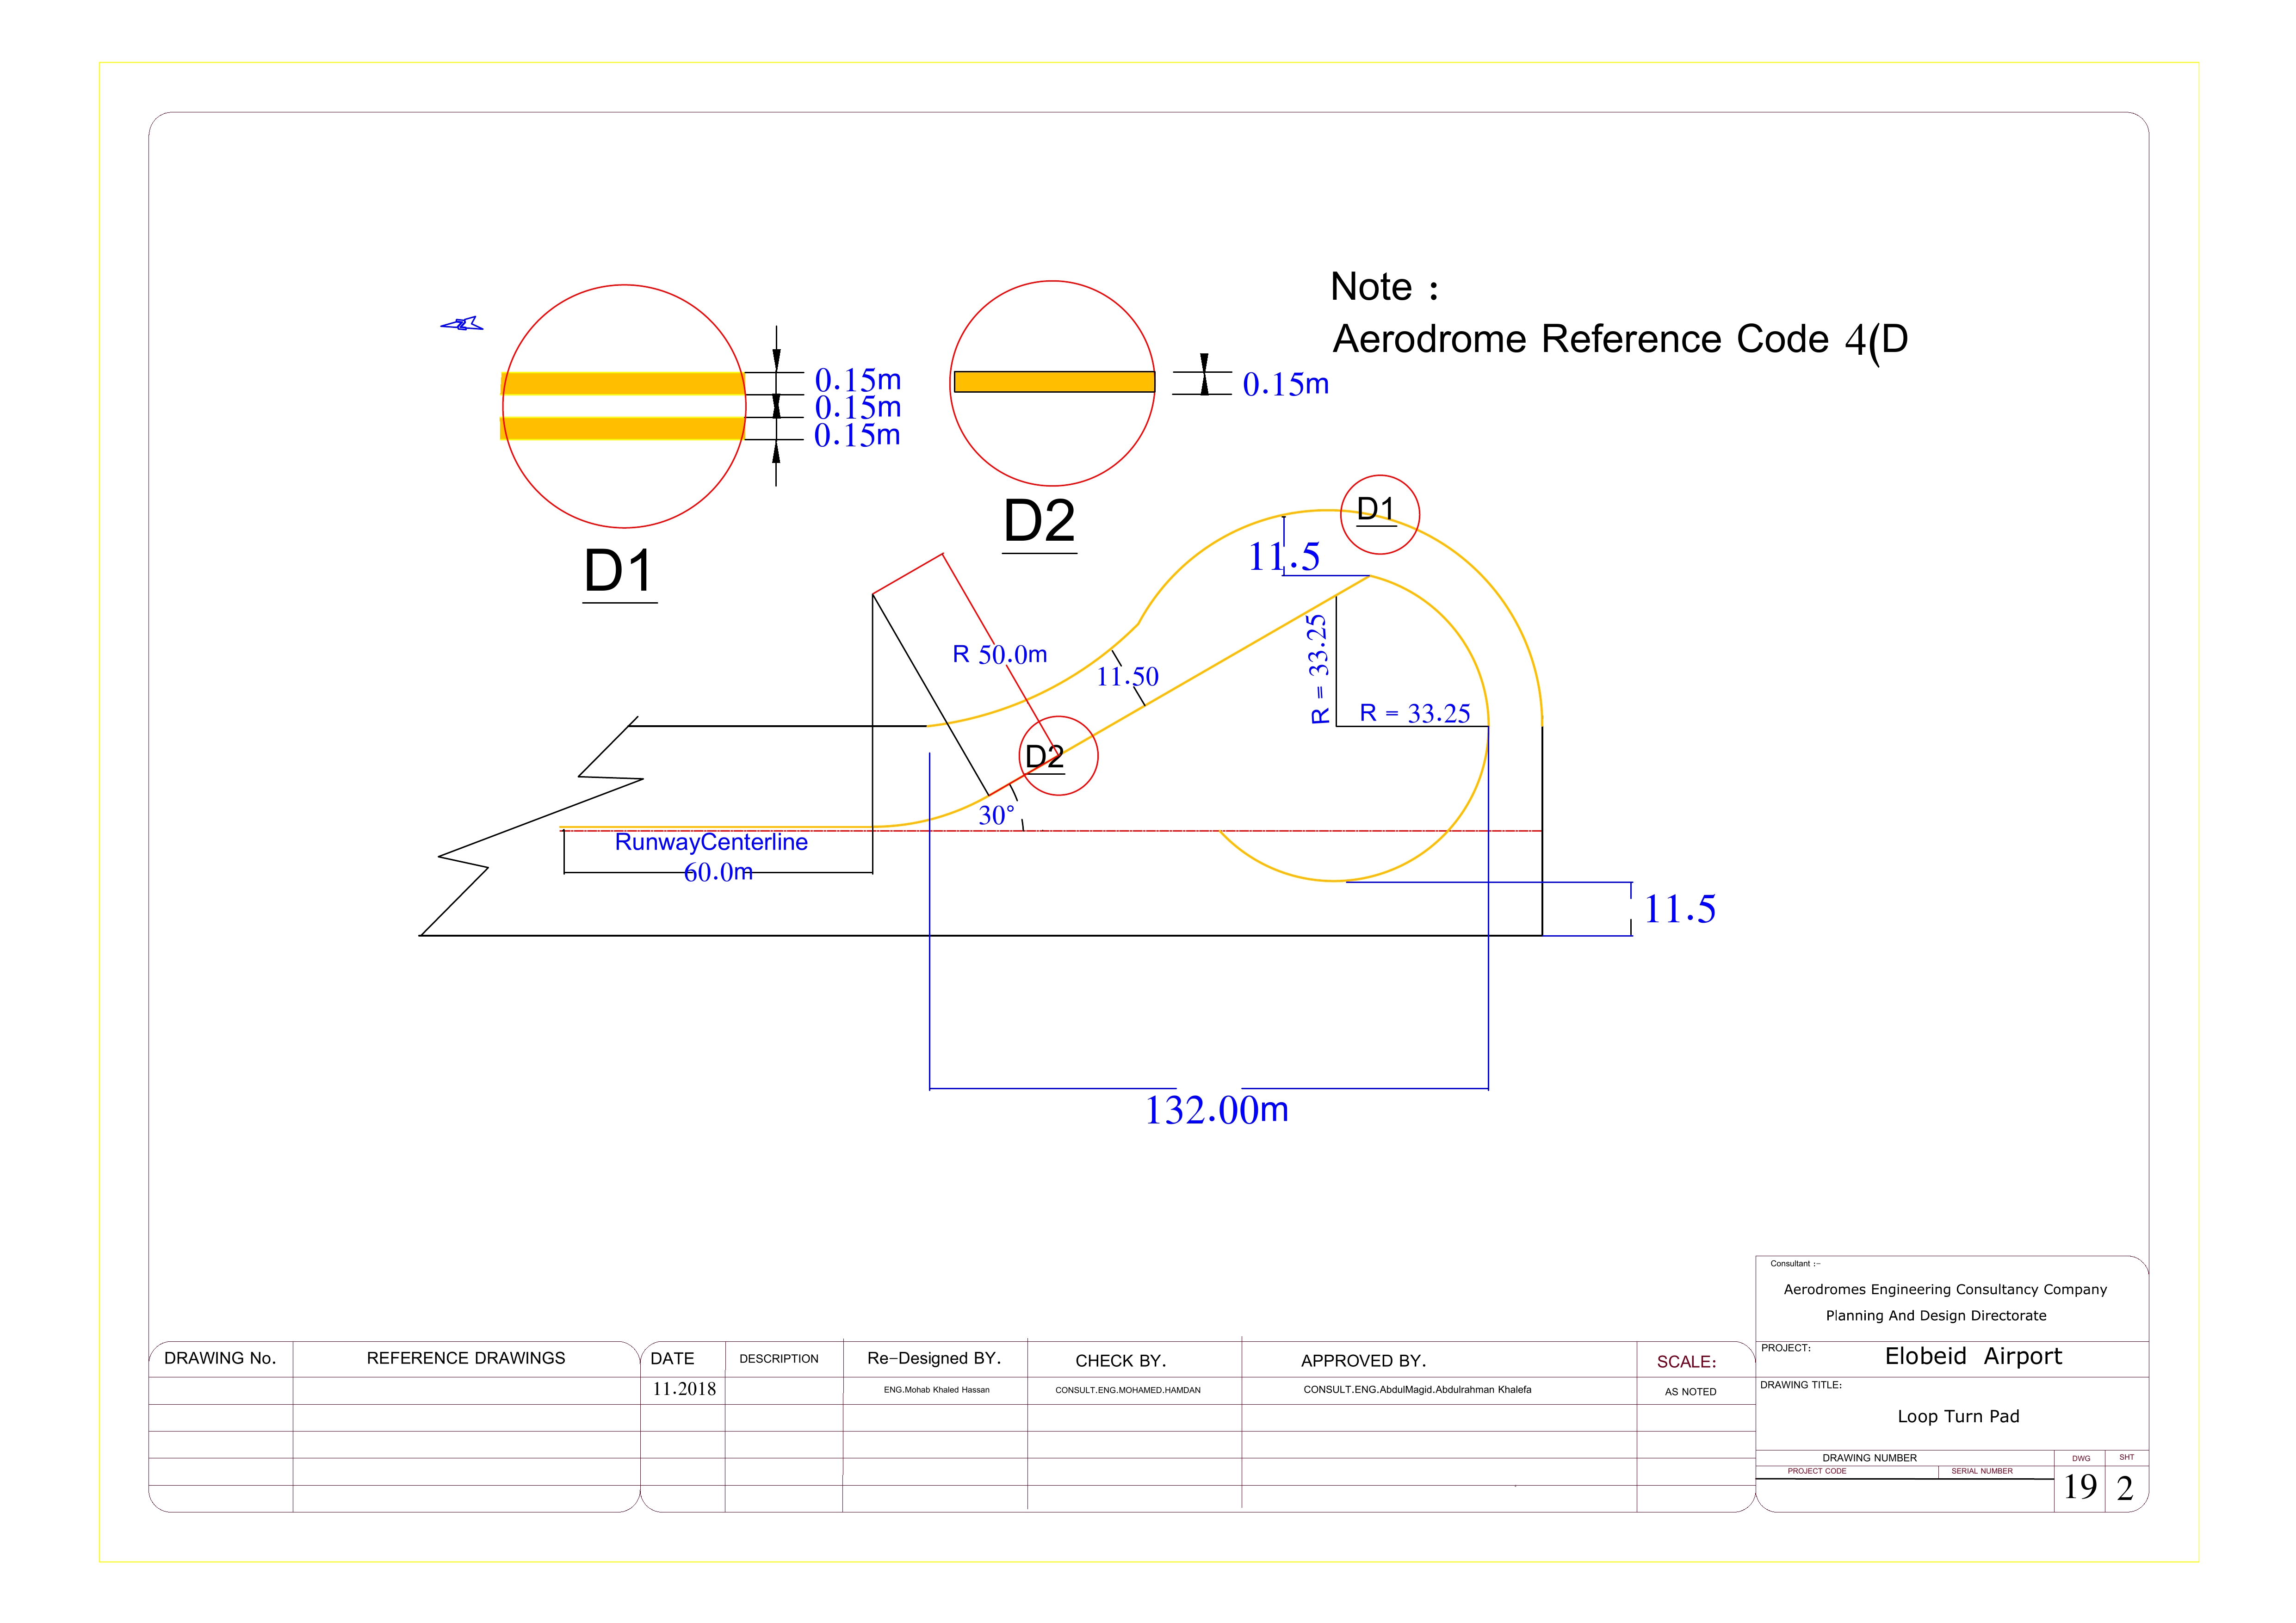 Note :
Aerodrome Reference Code 4(D
0.15m
0.15m
0.15m
D1
0.15m
D2
D1
11.5
R 50.0m
11.50
R = 33.25
R = 33.25
D2
30°
RunwayCenterline
60.0m
11.5
132.00m
Consultant :-
Aerodromes Engineering Consultancy Company
Planning And Design Directorate
PROJECT:
Elobeid Airport
DRAWING TITLE:
Loop Turn Pad
DRAWING NUMBER
DWG
SHT
PROJECT CODE
SERIAL NUMBER
19
2
DRAWING No.
REFERENCE DRAWINGS
DATE
DESCRIPTION
Re-Designed BY.
CHECK BY.
APPROVED BY.
SCALE:
11.2018
ENG.Mohab Khaled Hassan
CONSULT.ENG.MOHAMED.HAMDAN
CONSULT.ENG.AbdulMagid.Abdulrahman Khalefa
AS NOTED